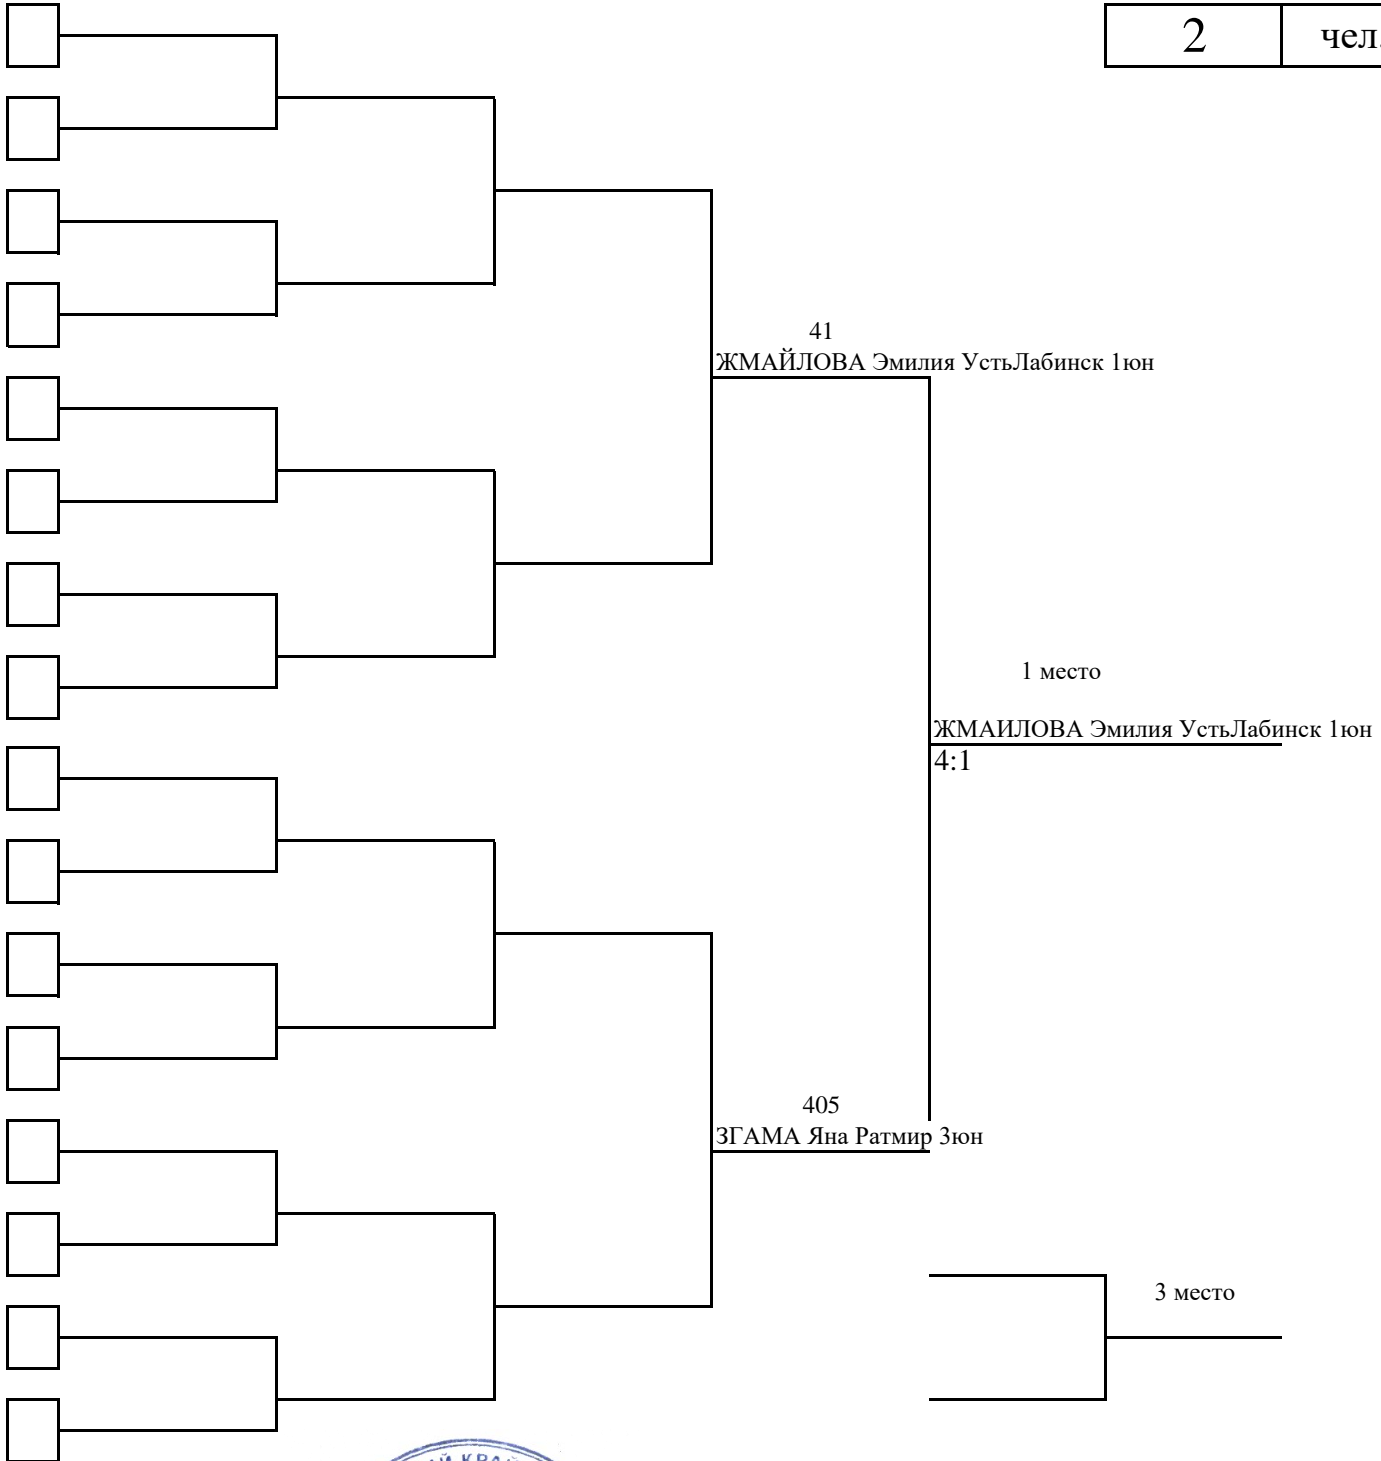 2 чел.
41
ЖМАЙЛОВА Эмилия УстьЛабинск 1юн
1 место
ЖМАИЛОВА Эмилия УстьЛабинск 1юн
4:1
405
ЗГАМА Яна Ратмир 3юн
3 место